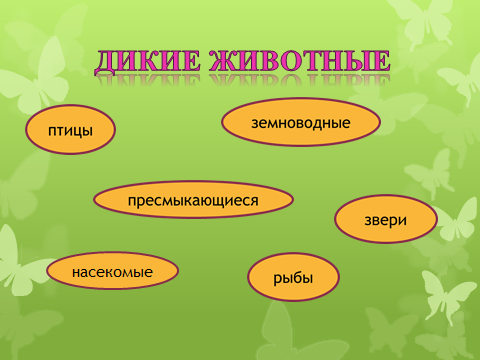 ДИКИЕ ЖИВОТНЫЕ
птицы
земноводные
пресмыкающиеся
звери
насекомые
рыбы